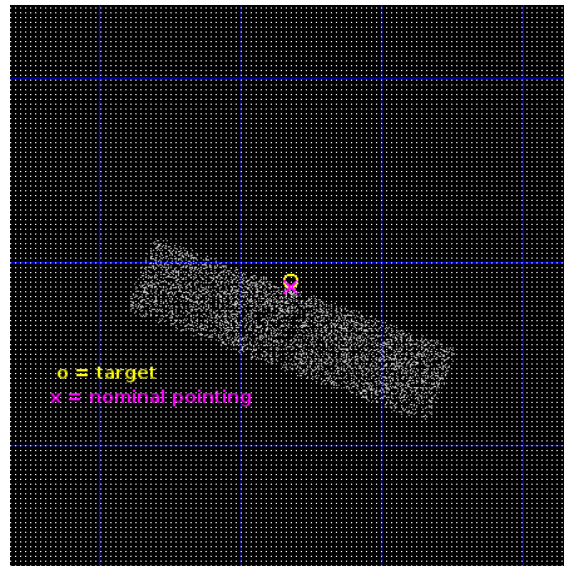 o = target
x = nominal pointing